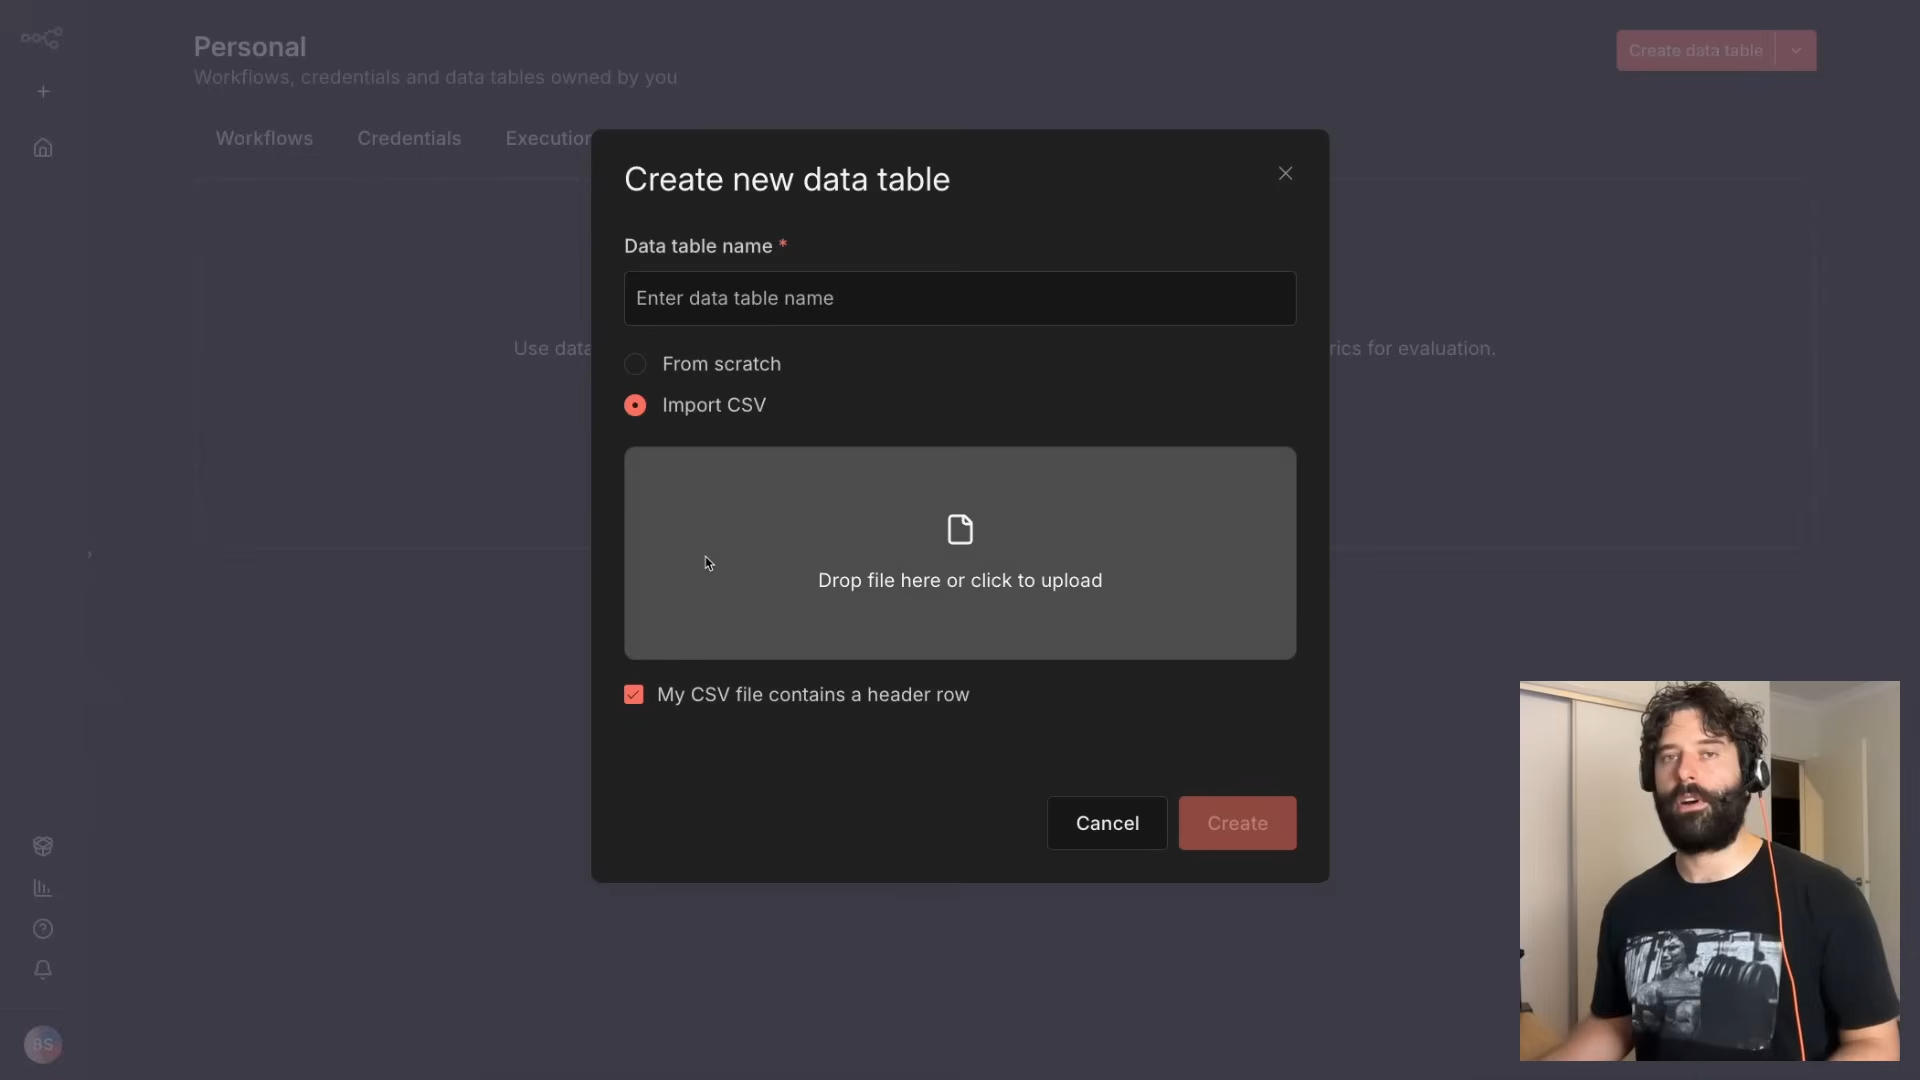 Personal
Create data table
Workflows, credentials and data tables owned by you
Workflows
Credentials
Execution
Create new data table
Data table name *
Enter data table name
Use data
rics for evaluation.
From scratch
Import CSV
Drop file here or click to upload
My CSV file contains a header row
Cancel
Create
BS